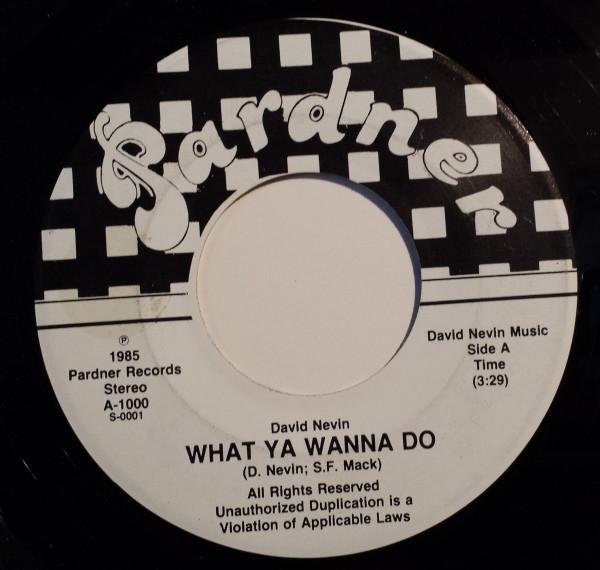 Pardner
℗
1985
Pardner Records
Stereo
A-1000
S-0001
David Nevin Music
Side A
Time
(3:29)
David Nevin
WHAT YA WANNA DO
(D. Nevin; S.F. Mack)
All Rights Reserved
Unauthorized Duplication is a
Violation of Applicable Laws